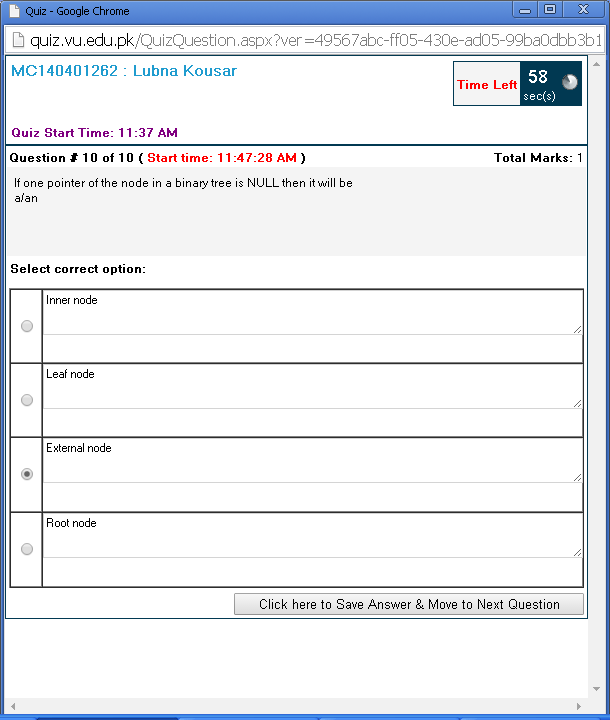 Quiz - Google Chrome
quiz.vu.edu.pk/QuizQuestion.aspx?ver=49567abc-ff05-430e-ad05-99ba0dbb3b1
MC140401262 : Lubna Kousar
Time Left 58
sec(s)
Quiz Start Time: 11:37 AM
Question # 10 of 10 ( Start time: 11:47:28 AM ) Total Marks: 1
If one pointer of the node in a binary tree is NULL then it will be
a/an
Select correct option:
Inner node
Leaf node
External node
Root node
Click here to Save Answer & Move to Next Question